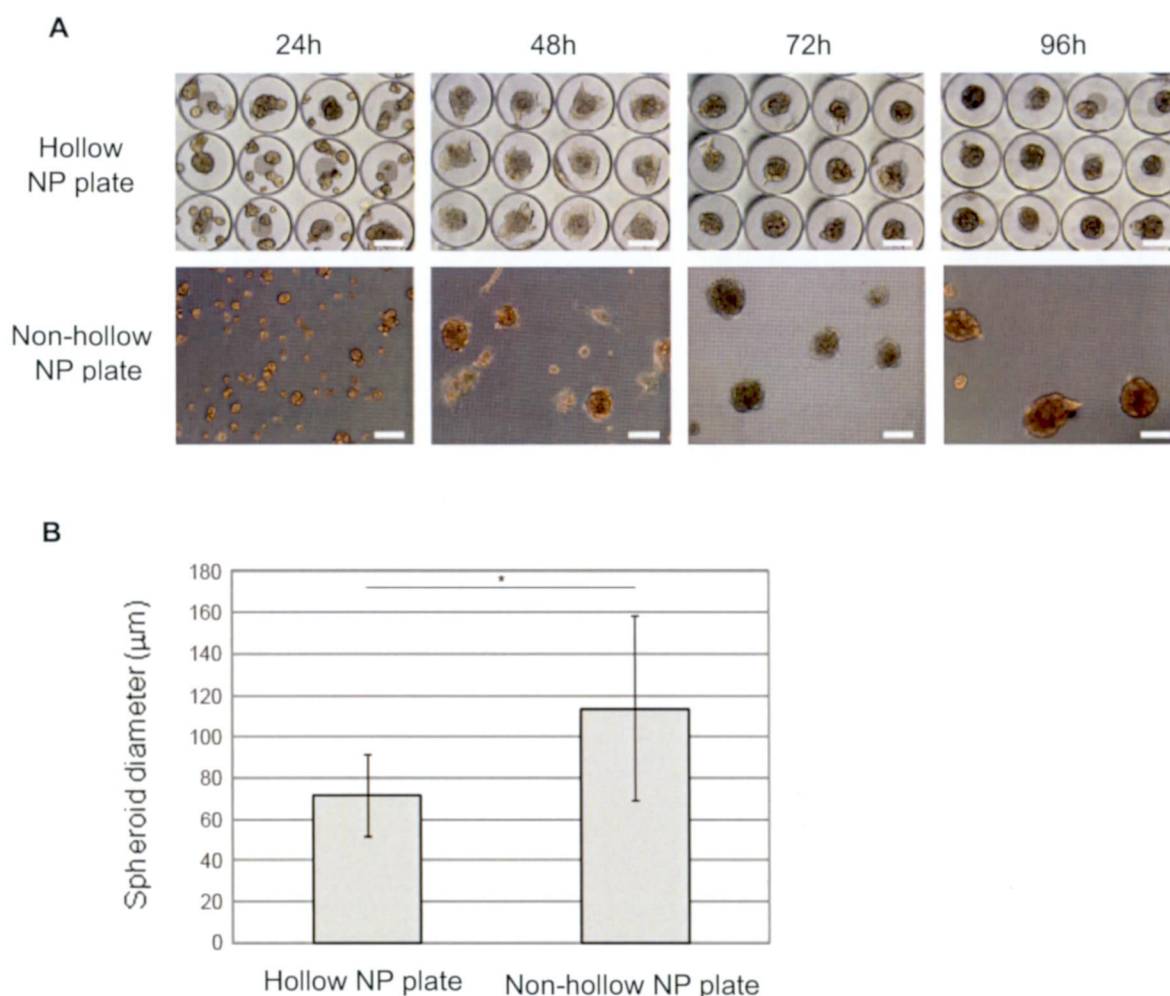 A
24h 48h 72h 96h
Hollow
NP plate
Non-hollow
NP plate
B
Spheroid diameter (μm)
180
160
140
120
100
80
60
40
20
0
*
Hollow NP plate Non-hollow NP plate